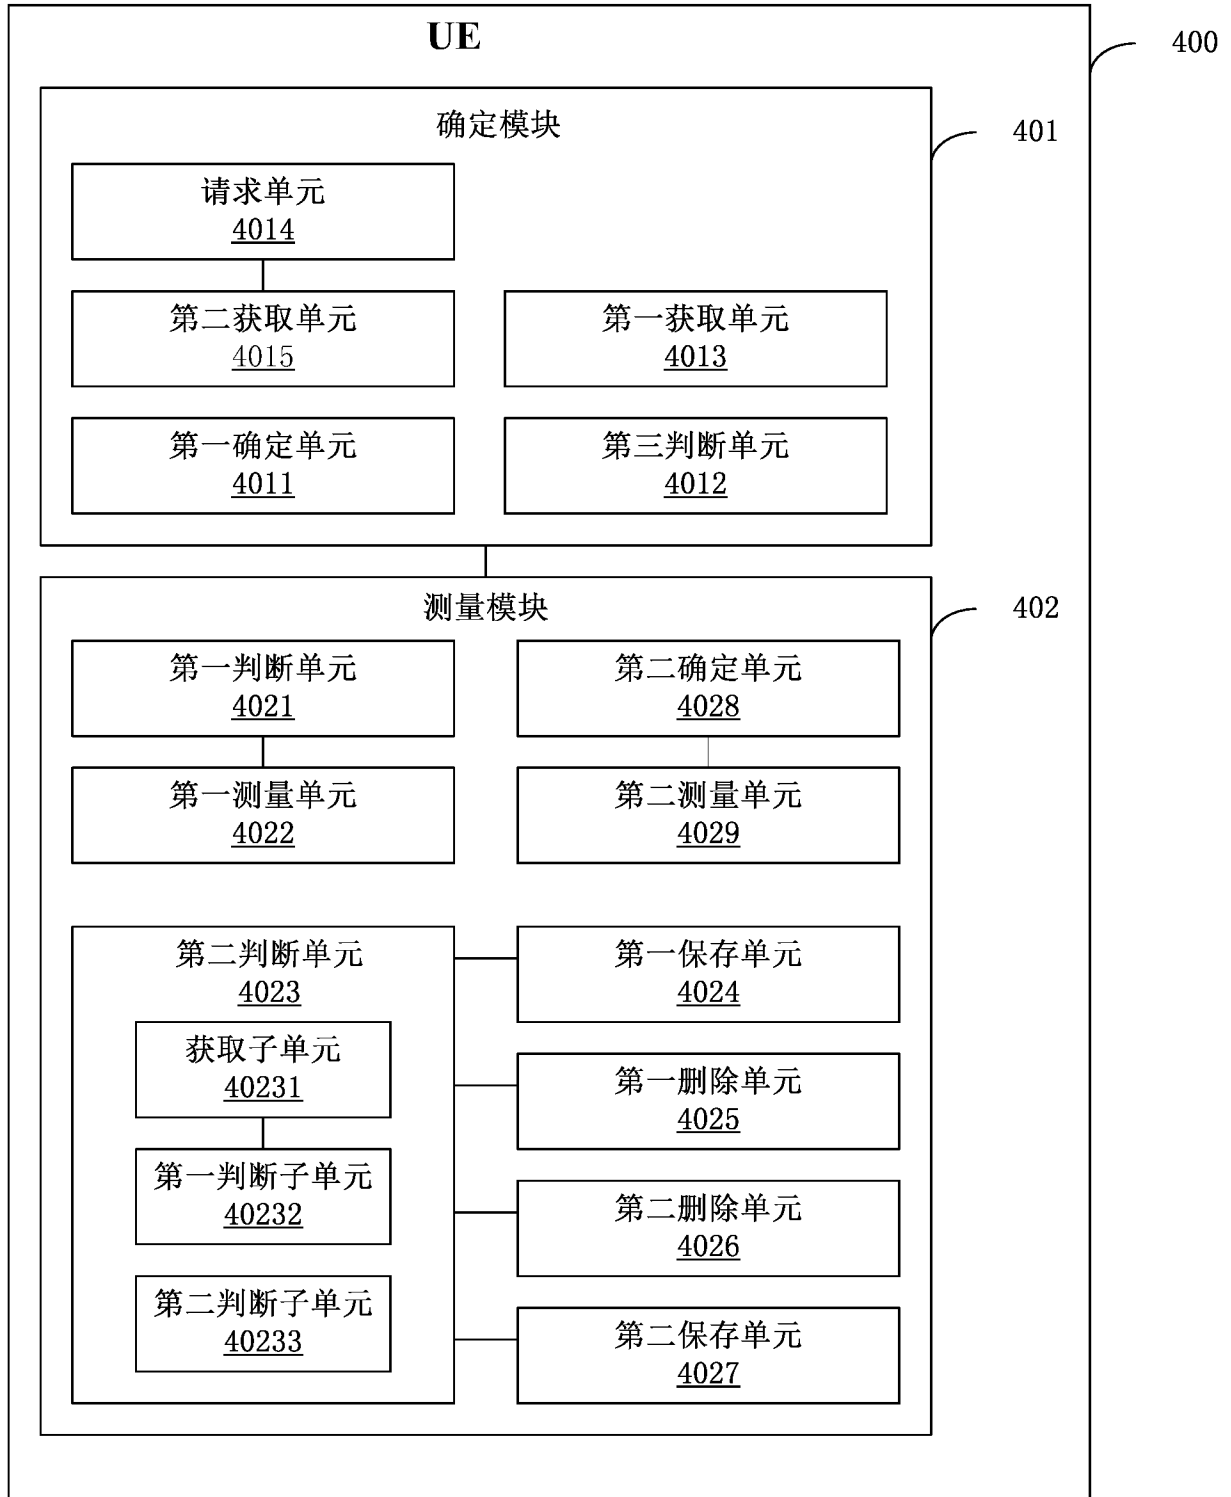 UE
400
确定模块
401
请求单元
4014
第二获取单元
4015
第一获取单元
4013
第一确定单元
4011
第三判断单元
4012
测量模块
402
第一判断单元
4021
第二确定单元
4028
第一测量单元
4022
第二测量单元
4029
第二判断单元
4023
第一保存单元
4024
获取子单元
40231
第一删除单元
4025
第一判断子单元
40232
第二删除单元
4026
第二判断子单元
40233
第二保存单元
4027